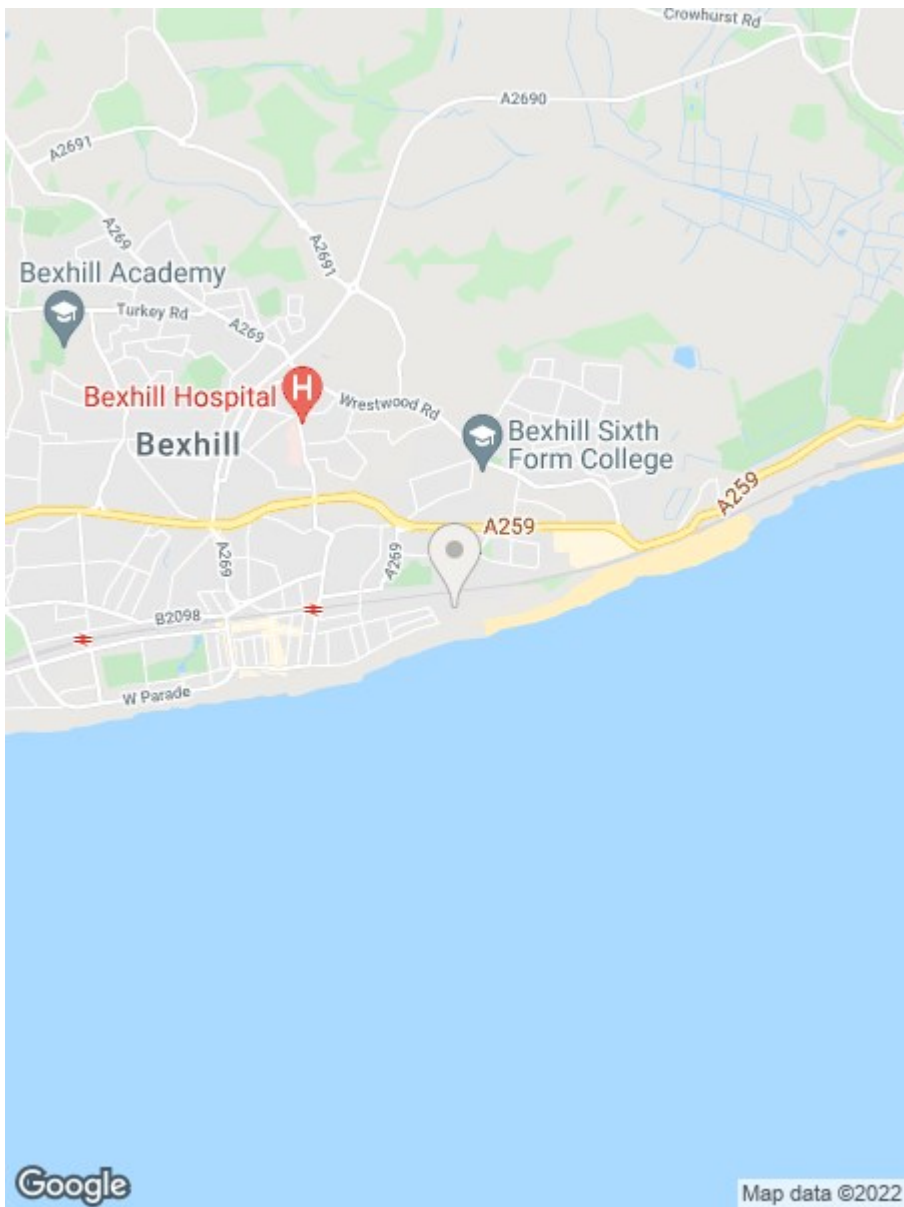 Crowhurst Rd
A2690
A2691
A269
A2691
Bexhill Academy
Turkey Rd
A269
Bexhill Hospital
H
Wrestwood Rd
Bexhill
Bexhill Sixth
Form College
A259
A259
A269
A269
B2098
W Parade
Google
Map data ©2022